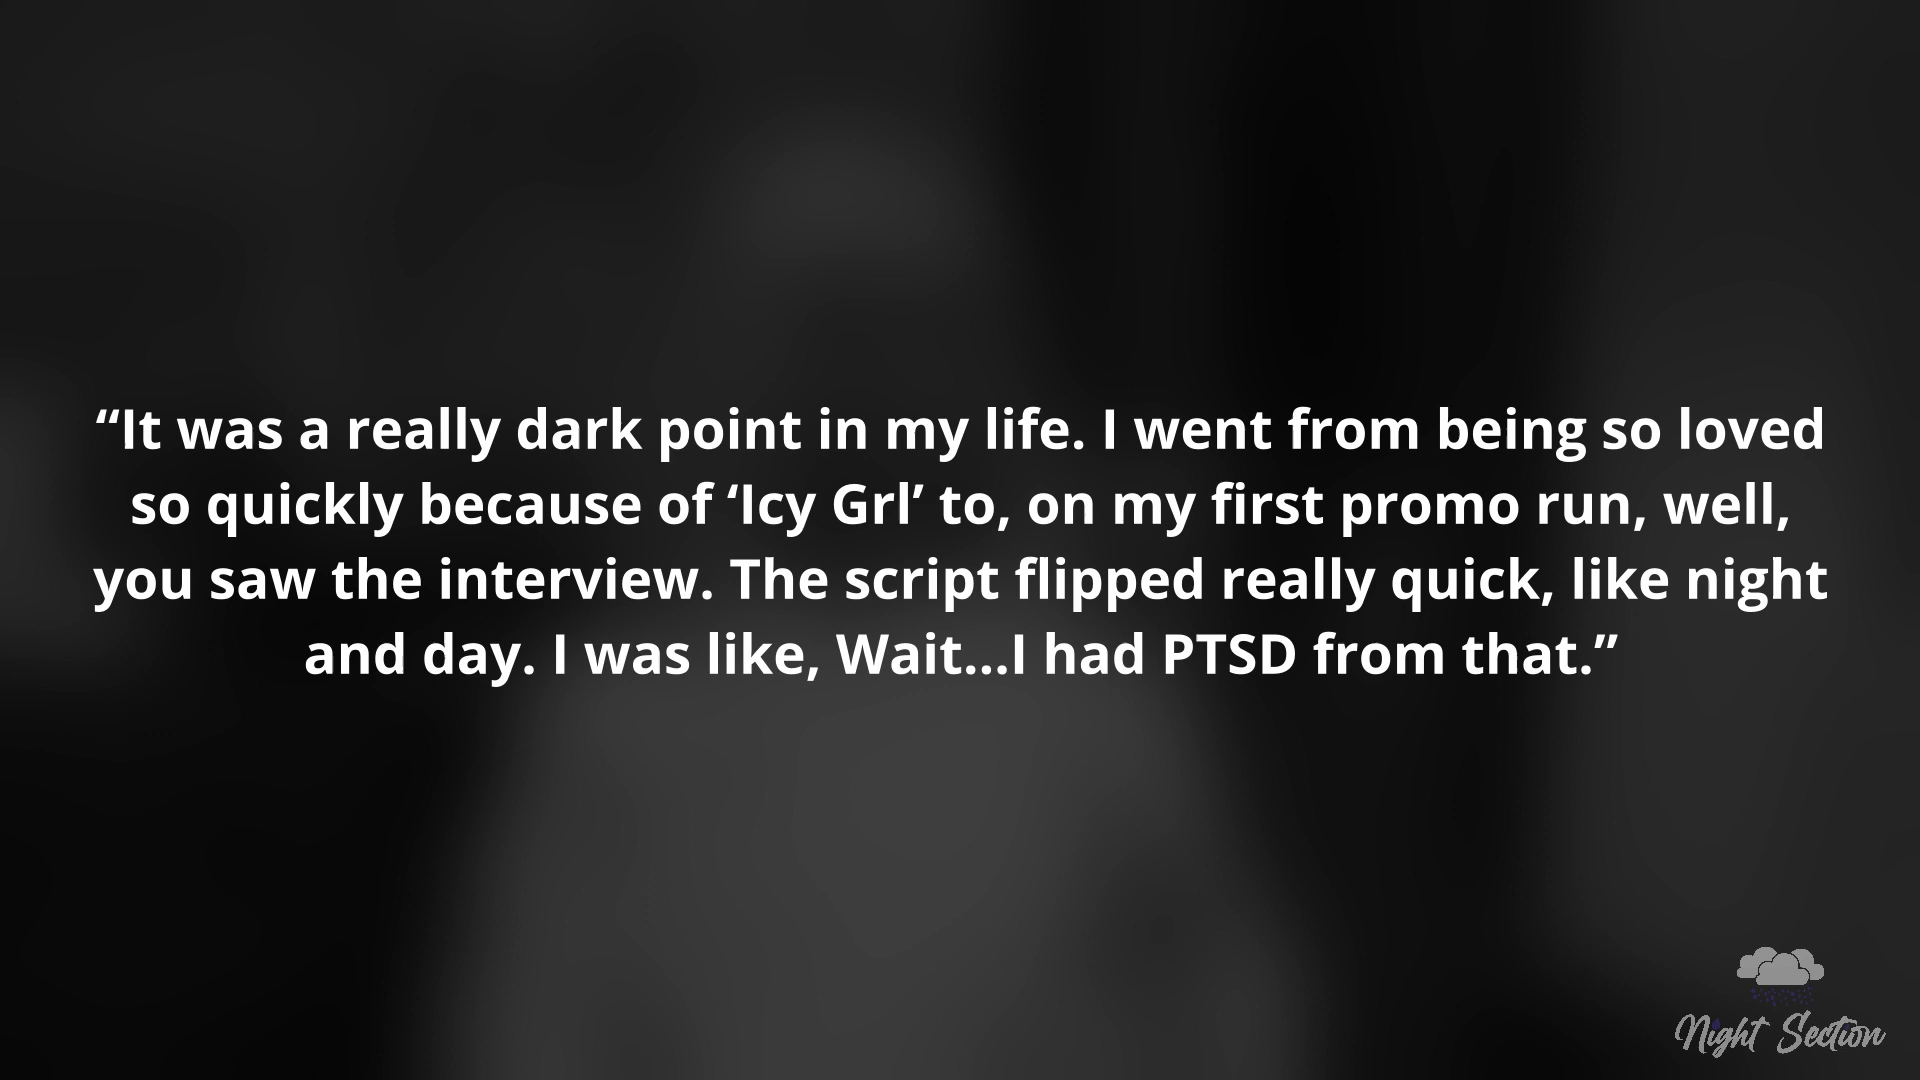 “It was a really dark point in my life. I went from being so loved
so quickly because of ‘Icy Grl’ to, on my first promo run, well,
you saw the interview. The script flipped really quick, like night
and day. I was like, Wait...I had PTSD from that.”
Night Section